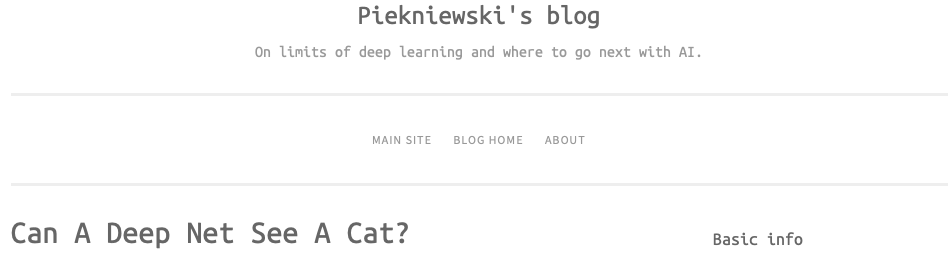 Piekniewski's blog
On limits of deep learning and where to go next with AI.
MAIN SITE BLOG HOME ABOUT
Can A Deep Net See A Cat?
Basic info